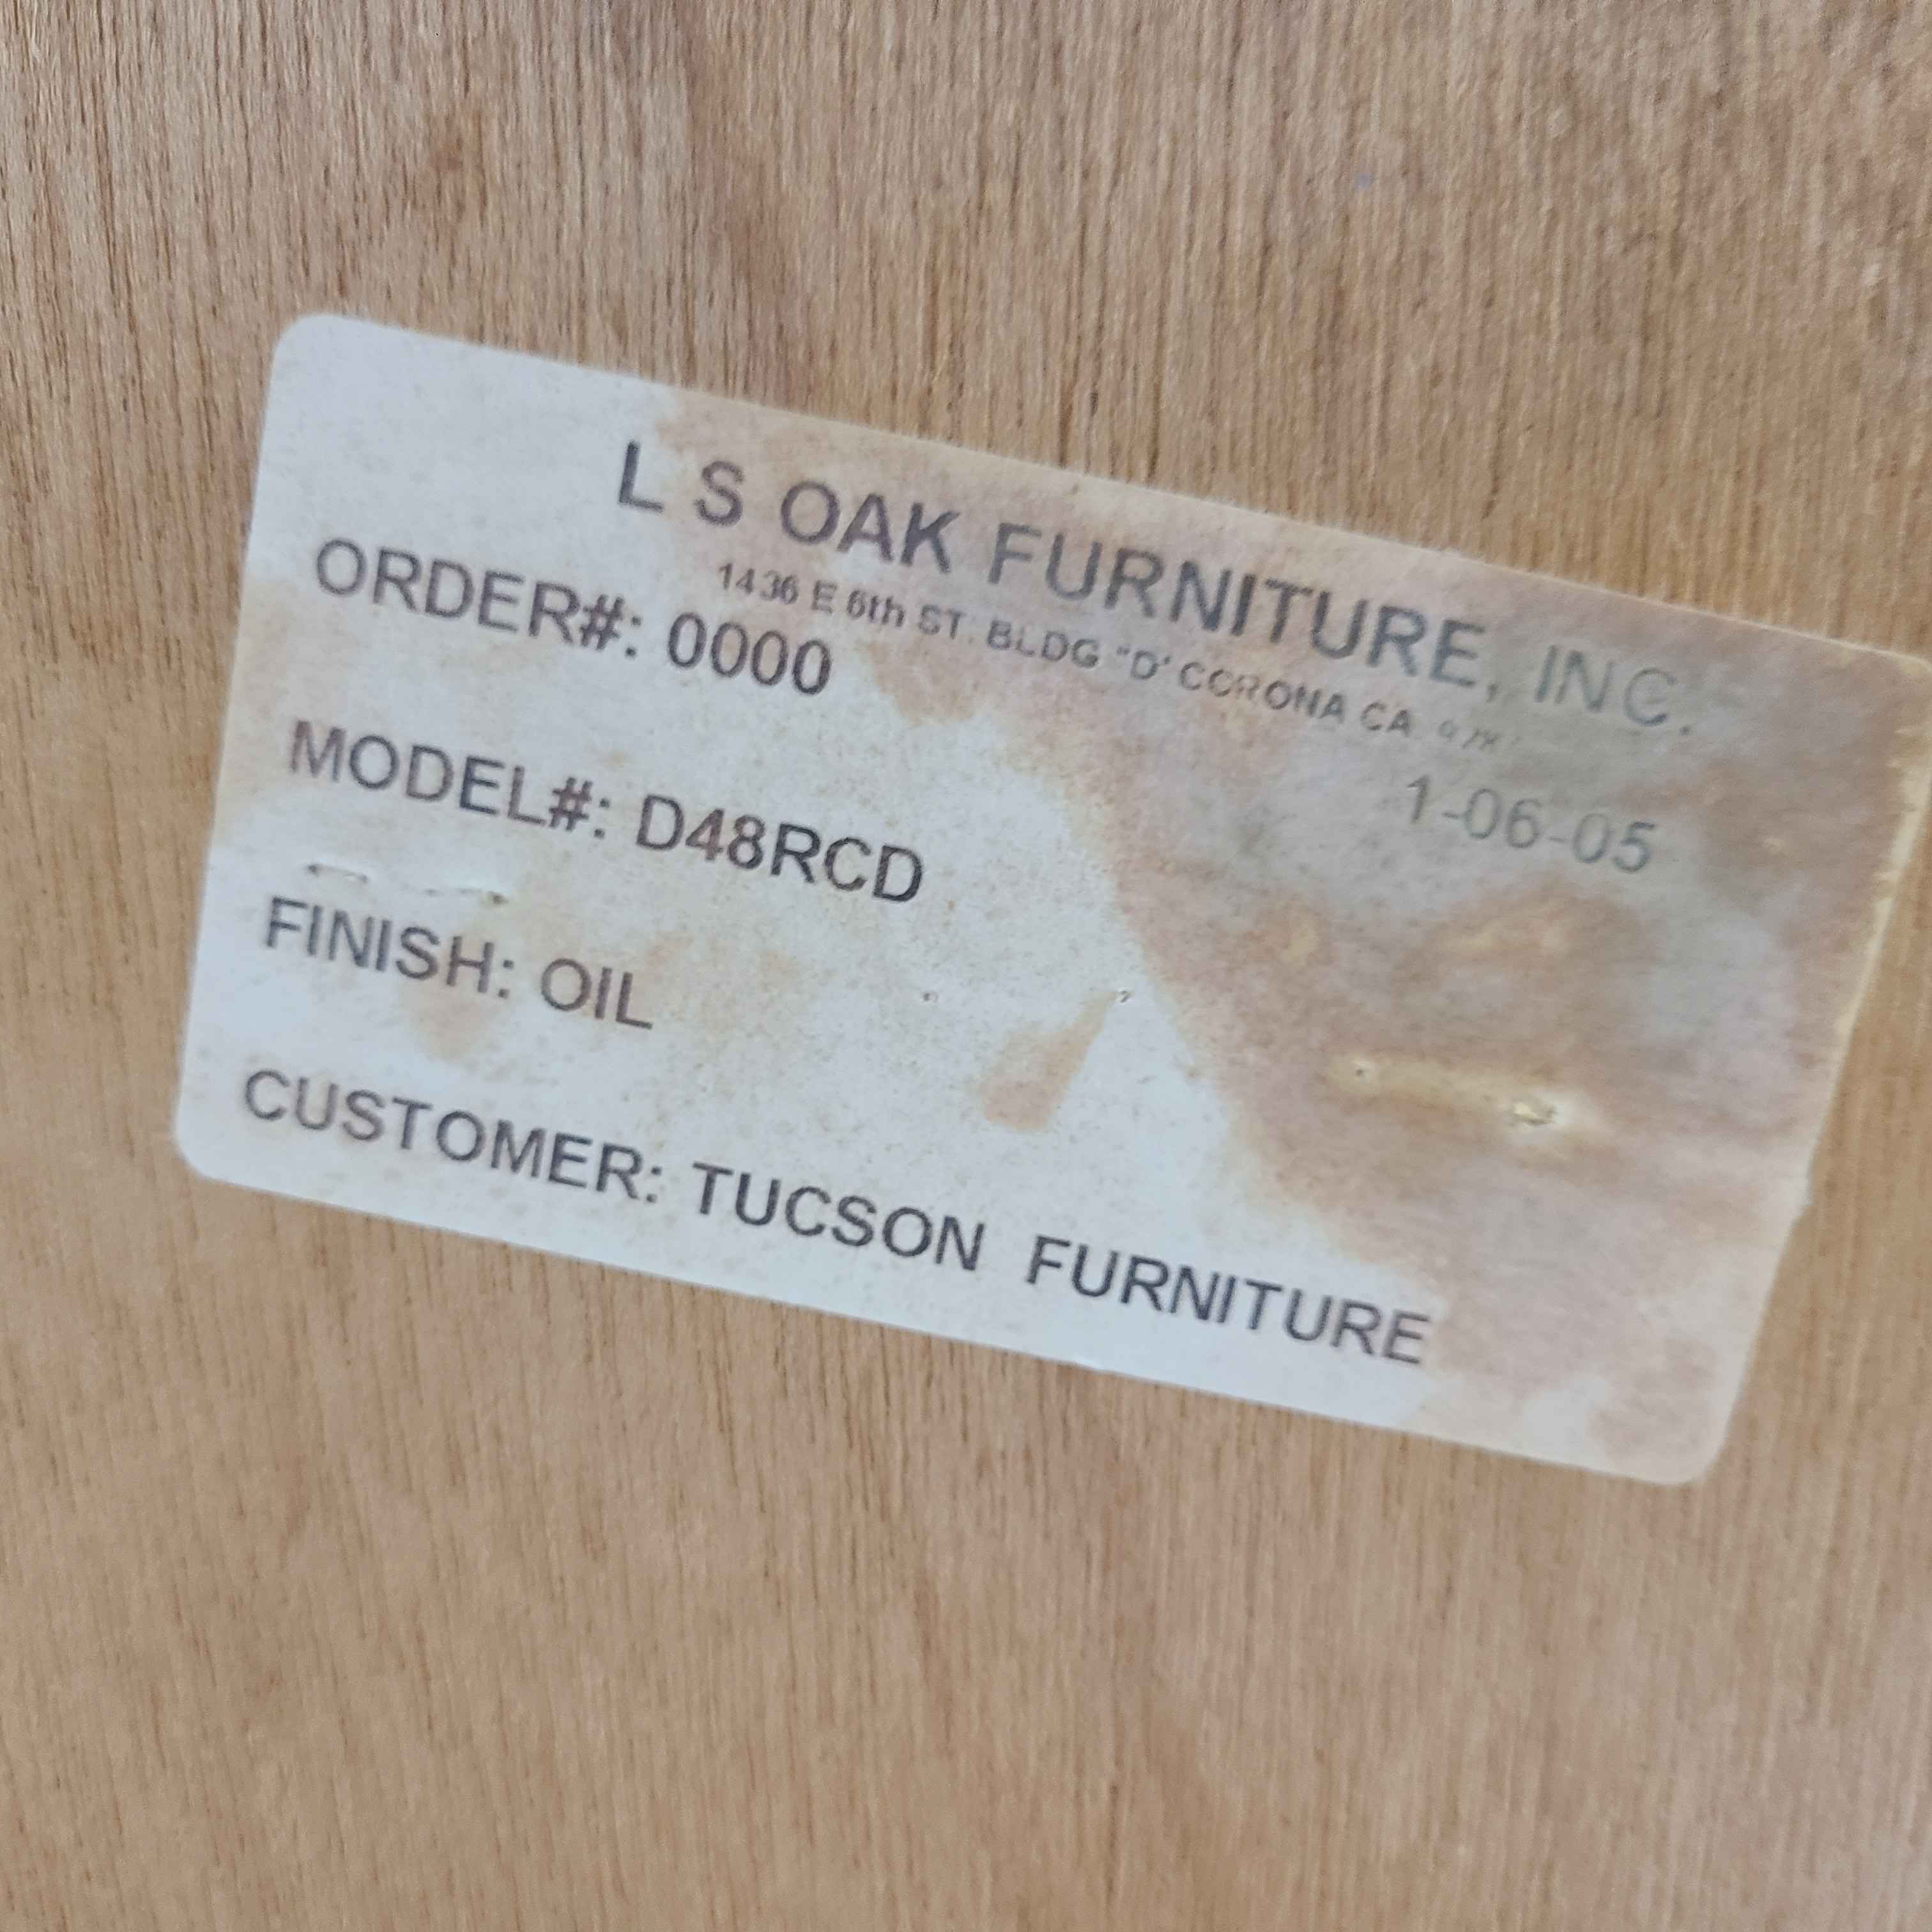 L S OAK FURNITURE, INC.
1436 E 6th ST. BLDG "D' CORONA CA
ORDER#: 0000
1-06-05
MODEL#: D48RCD
FINISH: OIL
CUSTOMER: TUCSON FURNITURE